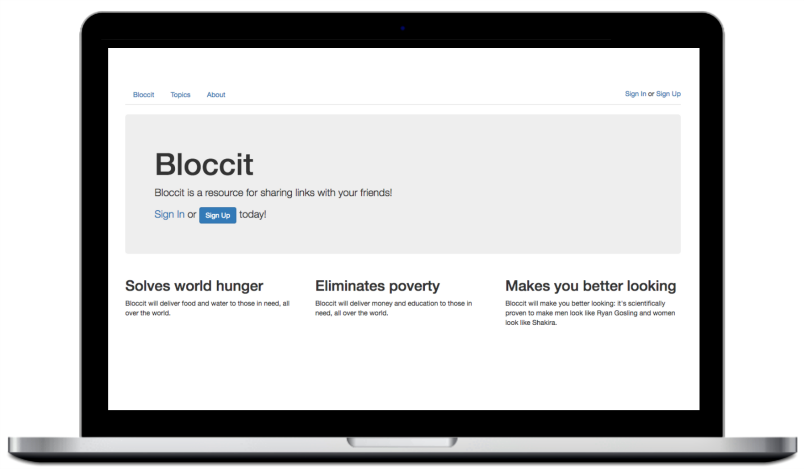 Bloccit Topics About Sign In or Sign Up
Bloccit
Bloccit is a resource for sharing links with your friends!
Sign In or Sign Up today!
Solves world hunger
Bloccit will deliver food and water to those in need, all
over the world.
Eliminates poverty
Bloccit will deliver money and education to those in
need, all over the world.
Makes you better looking
Bloccit will make you better looking: it's scientifically
proven to make men look like Ryan Gosling and women
look like Shakira.